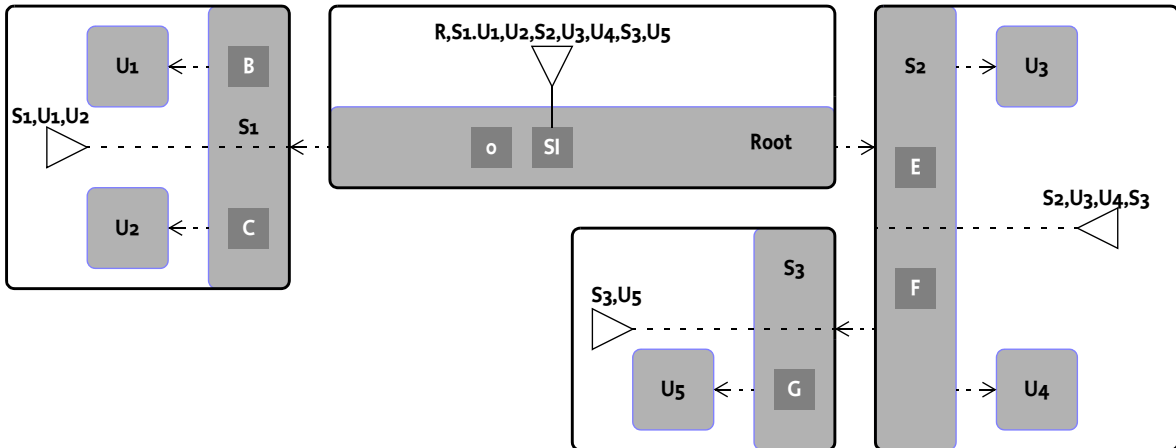 R,S1.U1,U2,S2,U3,U4,S3,U5
U1
B
S1,U1,U2
S1
U2
C
o
SI
Root
S2
U3
E
S2,U3,U4,S3
F
U4
S3
S3,U5
U5
G